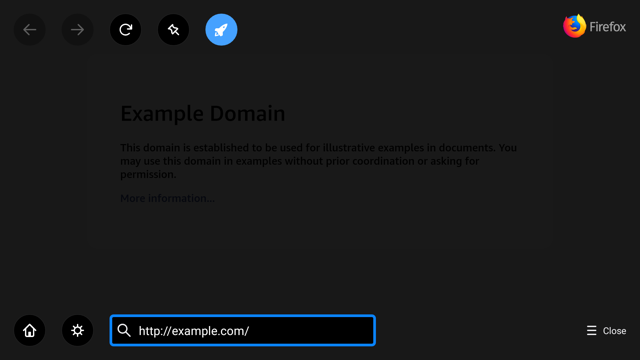 Firefox
Example Domain
This domain is established to be used for illustrative examples in documents. You
may use this domain in examples without prior coordination or asking for
permission.
More information...
http://example.com/
Close